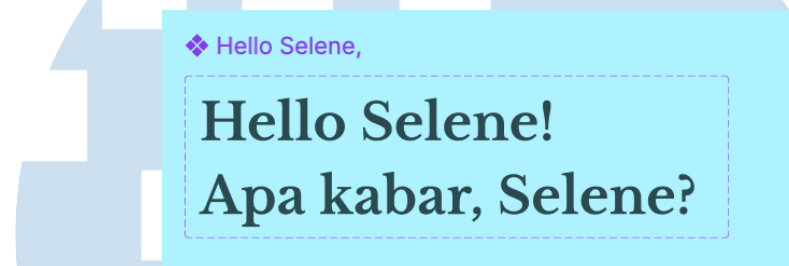 ❖ Hello Selene,
Hello Selene!
Apa kabar, Selene?